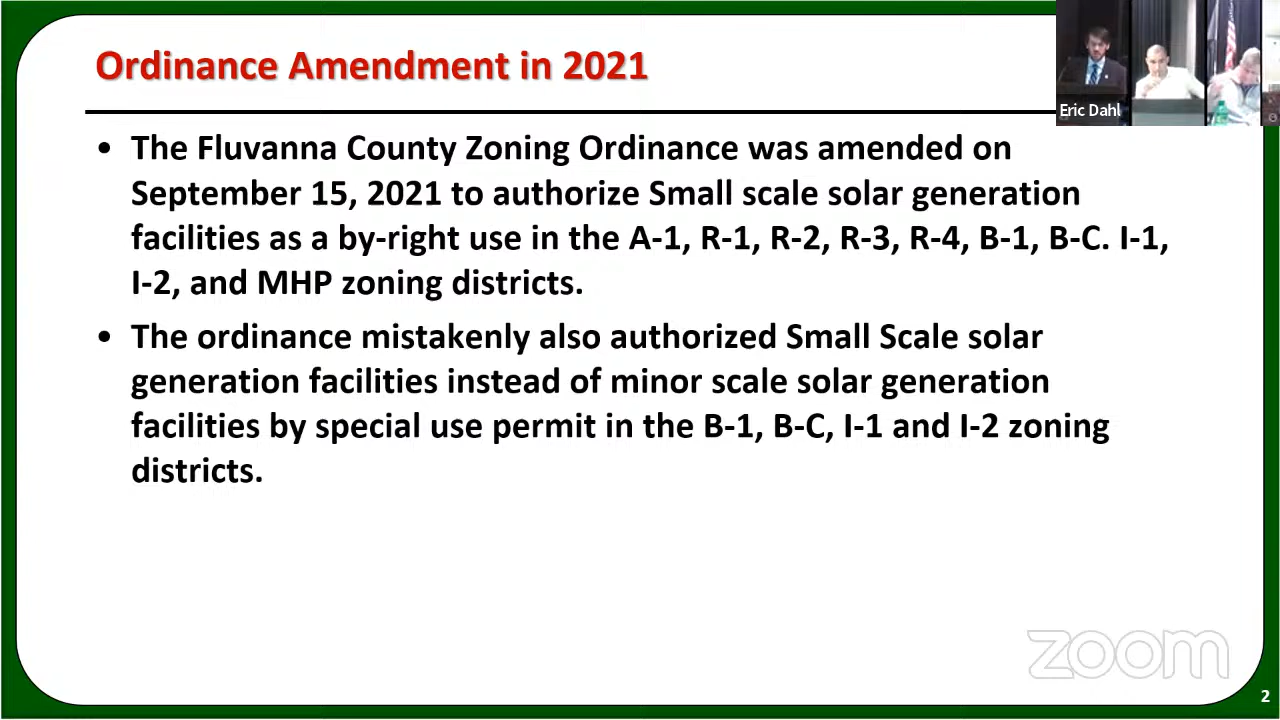 Ordinance Amendment in 2021
Eric Dahl
• The Fluvanna County Zoning Ordinance was amended on
September 15, 2021 to authorize Small scale solar generation
facilities as a by-right use in the A-1, R-1, R-2, R-3, R-4, B-1, B-C. I-1,
I-2, and MHP zoning districts.
• The ordinance mistakenly also authorized Small Scale solar
generation facilities instead of minor scale solar generation
facilities by special use permit in the B-1, B-C, I-1 and I-2 zoning
districts.
zoom
2